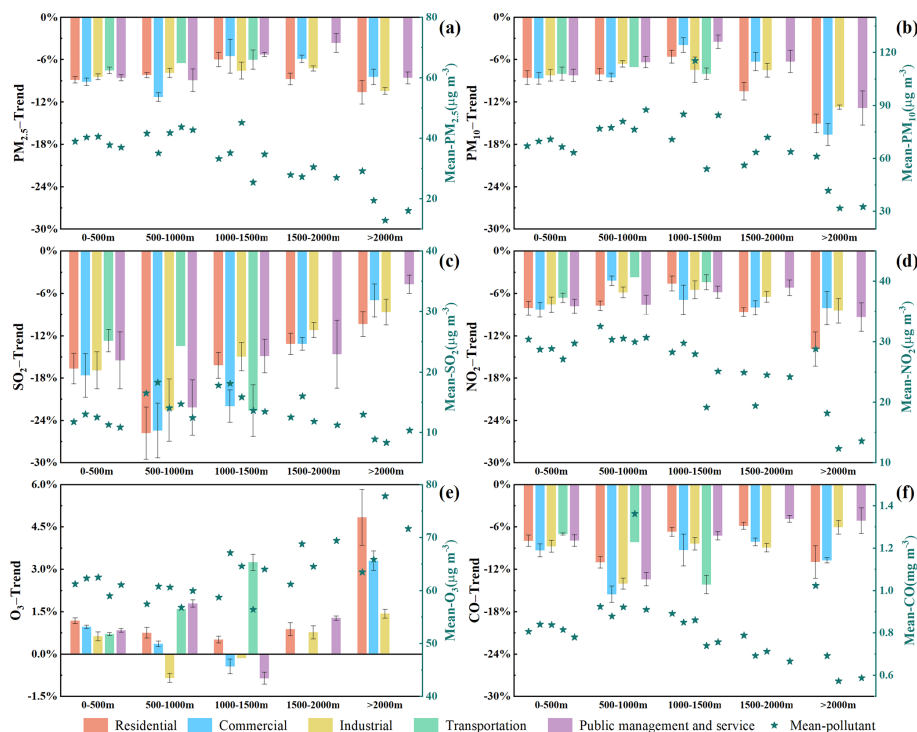 0%
-6%
-12%
-18%
-24%
-30%
PM2.5−Trend
(a)
80
60
40
20
Mean-PM2.5(μg m-3)
0-500m 500-1000m 1000-1500m 1500-2000m >2000m
0%
-6%
-12%
-18%
-24%
-30%
PM10−Trend
(b)
120
90
60
30
Mean-PM10(μg m-3)
0-500m 500-1000m 1000-1500m 1500-2000m >2000m
0%
-6%
-12%
-18%
-24%
-30%
SO2−Trend
(c)
40
30
20
10
Mean-SO2(μg m-3)
0-500m 500-1000m 1000-1500m 1500-2000m >2000m
0%
-6%
-12%
-18%
-24%
-30%
NO2−Trend
(d)
40
30
20
10
Mean-NO2(μg m-3)
0-500m 500-1000m 1000-1500m 1500-2000m >2000m
6.0%
4.5%
3.0%
1.5%
0.0%
-1.5%
O3−Trend
(e)
80
70
60
50
40
Mean-O3(μg m-3)
0-500m 500-1000m 1000-1500m 1500-2000m >2000m
0%
-6%
-12%
-18%
-24%
-30%
CO−Trend
(f)
1.4
1.2
1.0
0.8
0.6
Mean-CO(mg m-3)
0-500m 500-1000m 1000-1500m 1500-2000m >2000m
Residential Commercial Industrial Transportation Public management and service Mean-pollutant